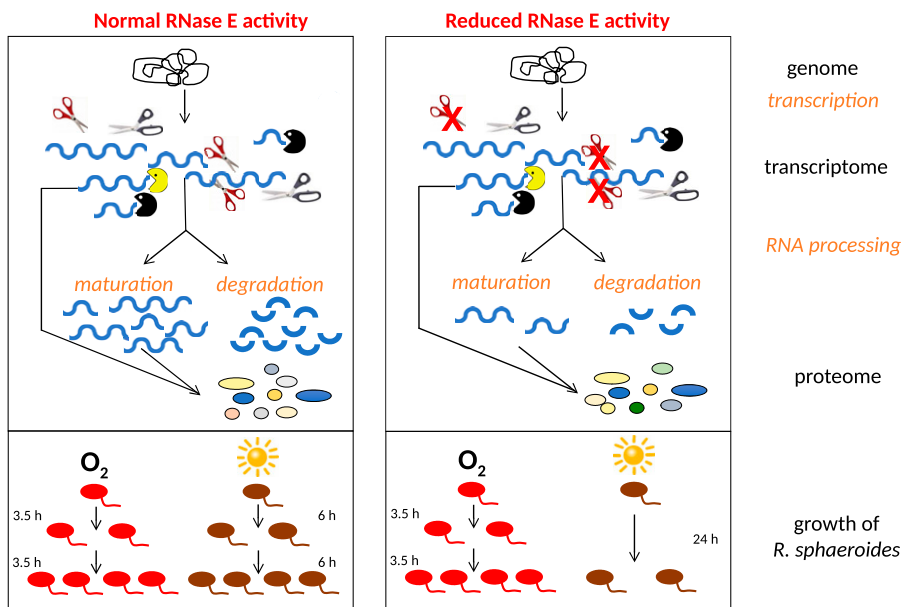 Normal RNase E activity
Reduced RNase E activity
genome
transcription
X
X
X
transcriptome
RNA processing
maturation
degradation
maturation
degradation
proteome
O2
O2
3.5 h
6 h
3.5 h
24 h
growth of
R. sphaeroides
3.5 h
6 h
3.5 h